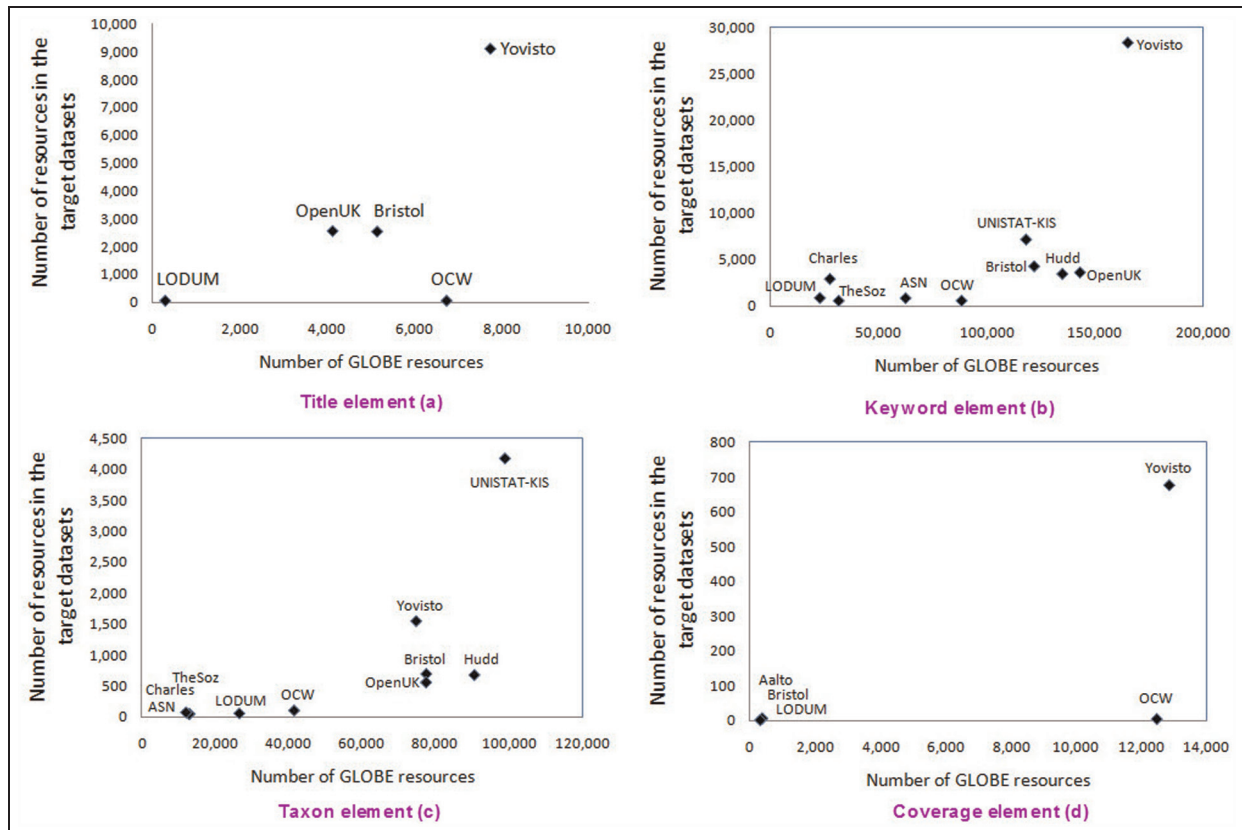 Number of resources in the
target datasets
10,000
9,000
8,000
7,000
6,000
5,000
4,000
3,000
2,000
1,000
0
Yovisto
OpenUK
Bristol
LODUM
OCW
0 2,000 4,000 6,000 8,000 10,000
Number of GLOBE resources
Title element (a)
Number of resources in the
target datasets
30,000
25,000
20,000
15,000
10,000
5,000
0
Yovisto
UNISTAT-KIS
Charles
Bristol
Hudd
OpenUK
LODUM
TheSoz
ASN
OCW
0 50,000 100,000 150,000 200,000
Number of GLOBE resources
Keyword element (b)
Number of resources in the
target datasets
4,500
4,000
3,500
3,000
2,500
2,000
1,500
1,000
500
0
UNISTAT-KIS
Yovisto
Bristol
Hudd
OpenUK
TheSoz
Charles
ASN
LODUM
OCW
0 20,000 40,000 60,000 80,000 100,000 120,000
Number of GLOBE resources
Taxon element (c)
Number of resources in the
target datasets
800
700
600
500
400
300
200
100
0
Yovisto
Aalto
Bristol
LODUM
OCW
0 2,000 4,000 6,000 8,000 10,000 12,000 14,000
Number of GLOBE resources
Coverage element (d)